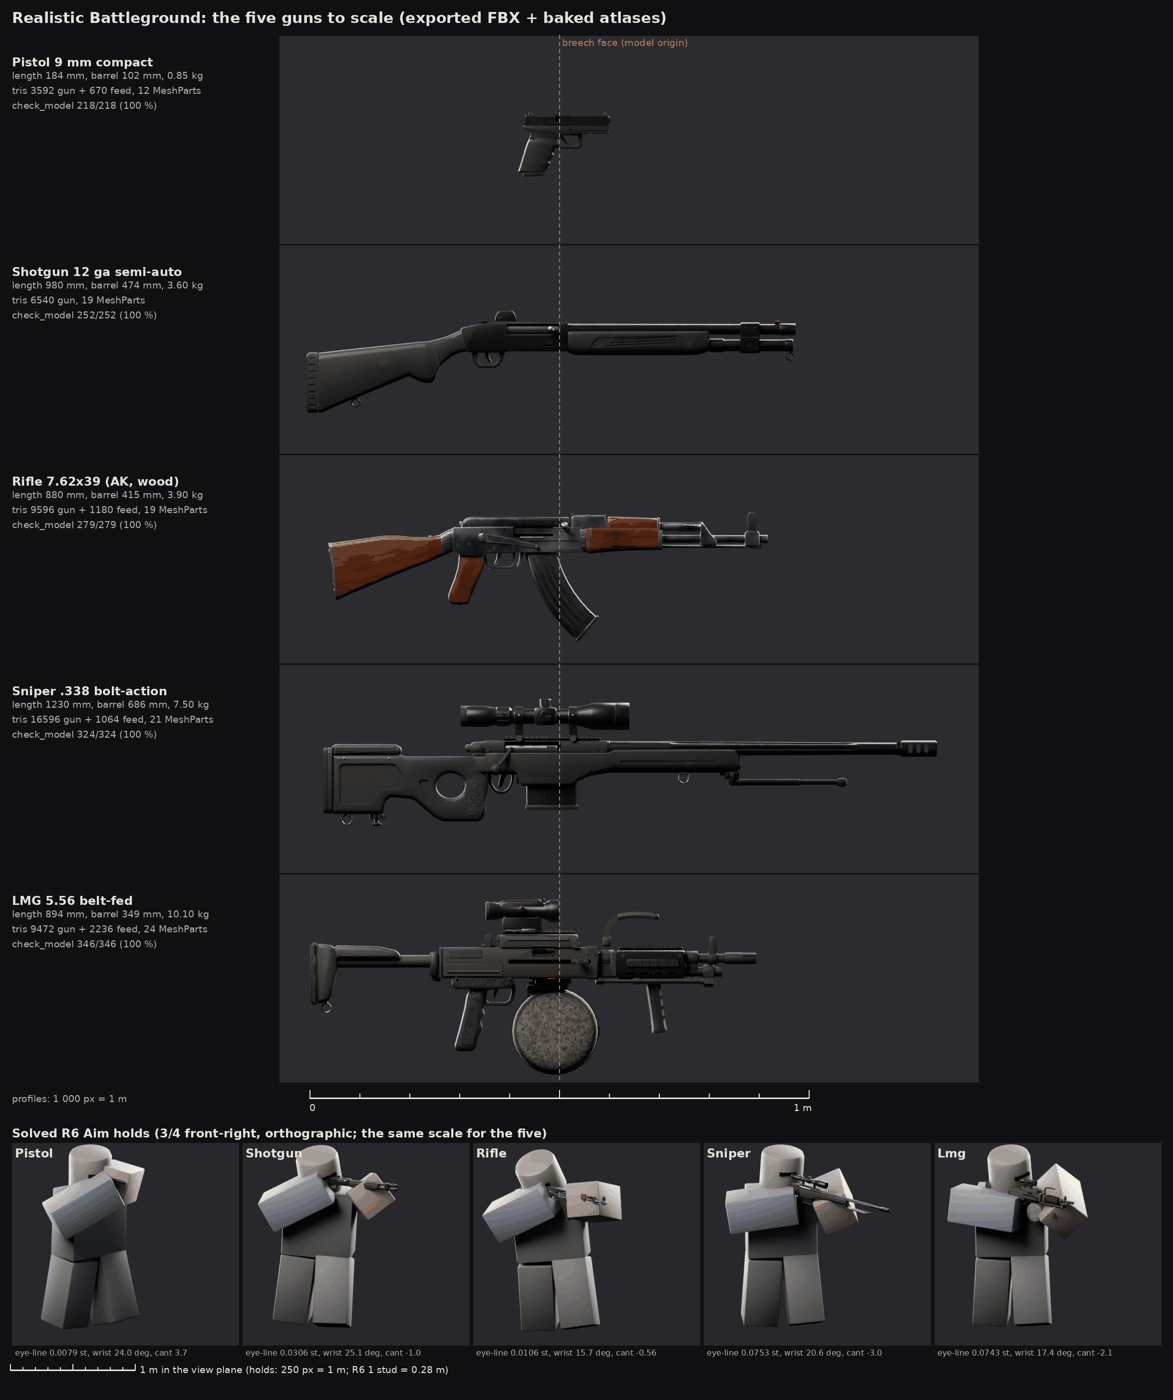 Realistic Battleground: the five guns to scale (exported FBX + baked atlases)
breech face (model origin)
Pistol 9 mm compact
length 184 mm, barrel 102 mm, 0.85 kg
tris 3592 gun + 670 feed, 12 MeshParts
check_model 218/218 (100 %)
Shotgun 12 ga semi-auto
length 980 mm, barrel 474 mm, 3.60 kg
tris 6540 gun, 19 MeshParts
check_model 252/252 (100 %)
Rifle 7.62x39 (AK, wood)
length 880 mm, barrel 415 mm, 3.90 kg
tris 9596 gun + 1180 feed, 19 MeshParts
check_model 279/279 (100 %)
Sniper .338 bolt-action
length 1230 mm, barrel 686 mm, 7.50 kg
tris 16596 gun + 1064 feed, 21 MeshParts
check_model 324/324 (100 %)
LMG 5.56 belt-fed
length 894 mm, barrel 349 mm, 10.10 kg
tris 9472 gun + 2236 feed, 24 MeshParts
check_model 346/346 (100 %)
profiles: 1 000 px = 1 m
0
1 m
Solved R6 Aim holds (3/4 front-right, orthographic; the same scale for the five)
Pistol
Shotgun
Rifle
Sniper
Lmg
eye-line 0.0079 st, wrist 24.0 deg, cant 3.7
eye-line 0.0306 st, wrist 25.1 deg, cant -1.0
eye-line 0.0106 st, wrist 15.7 deg, cant -0.56
eye-line 0.0753 st, wrist 20.6 deg, cant -3.0
eye-line 0.0743 st, wrist 17.4 deg, cant -2.1
1 m in the view plane (holds: 250 px = 1 m; R6 1 stud = 0.28 m)